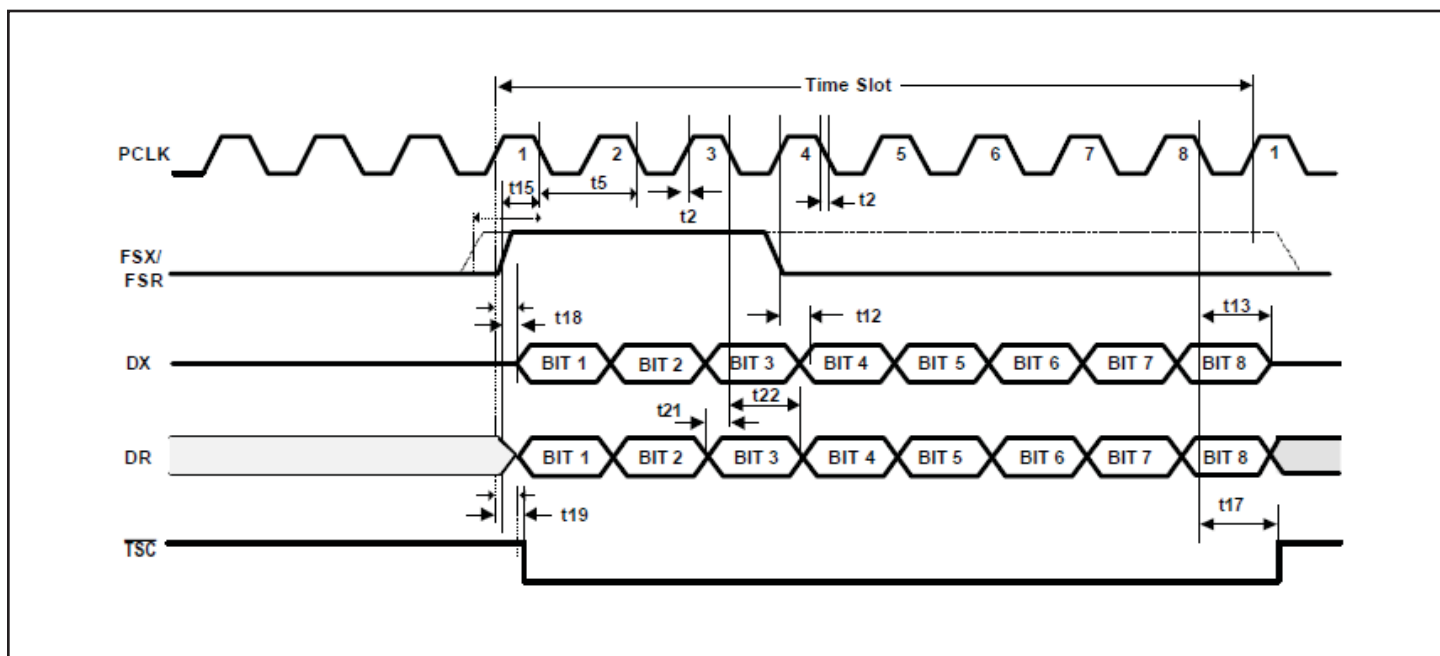 Time Slot
PCLK 1 2 3 4 5 6 7 8 1
t15 t5 t2 t2
FSX/
FSR
t18 t12 t13
DX BIT 1 BIT 2 BIT 3 BIT 4 BIT 5 BIT 6 BIT 7 BIT 8
t21 t22
DR BIT 1 BIT 2 BIT 3 BIT 4 BIT 5 BIT 6 BIT 7 BIT 8
t19 t17
TSC